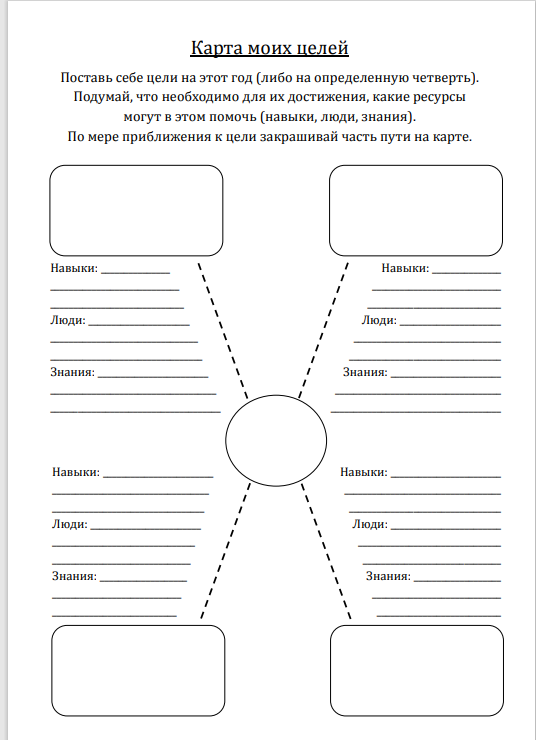 Карта моих целей
Поставь себе цели на этот год (либо на определенную четверть).
Подумай, что необходимо для их достижения, какие ресурсы
могут в этом помочь (навыки, люди, знания).
По мере приближения к цели закрашивай часть пути на карте.
Навыки:
Люди:
Знания:
Навыки:
Люди:
Знания:
Навыки:
Люди:
Знания:
Навыки:
Люди:
Знания: